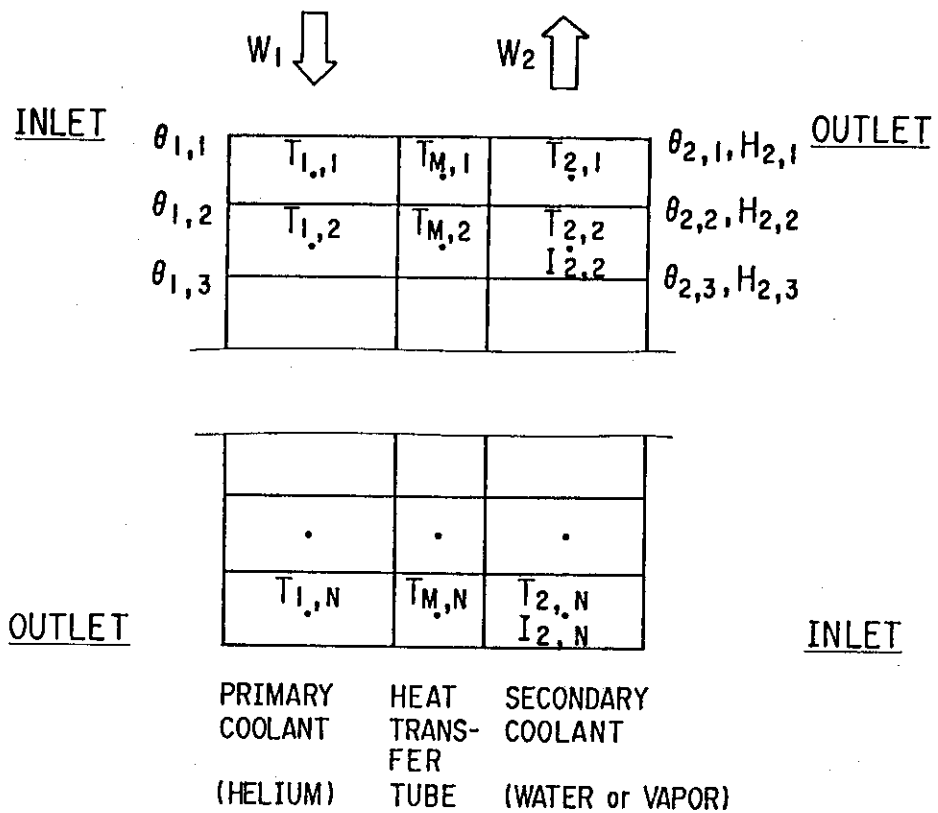 W1 W2
INLET θ1,1 T1,1 TM,1 T2,1 θ2,1, H2,1 OUTLET
θ1,2 T1,2 TM,2 T2,2 θ2,2, H2,2
I2,2
θ1,3 θ2,3, H2,3
T1,N TM,N T2,N
OUTLET I2,N INLET
PRIMARY HEAT SECONDARY
COOLANT TRANS- COOLANT
FER
(HELIUM) TUBE (WATER or VAPOR)